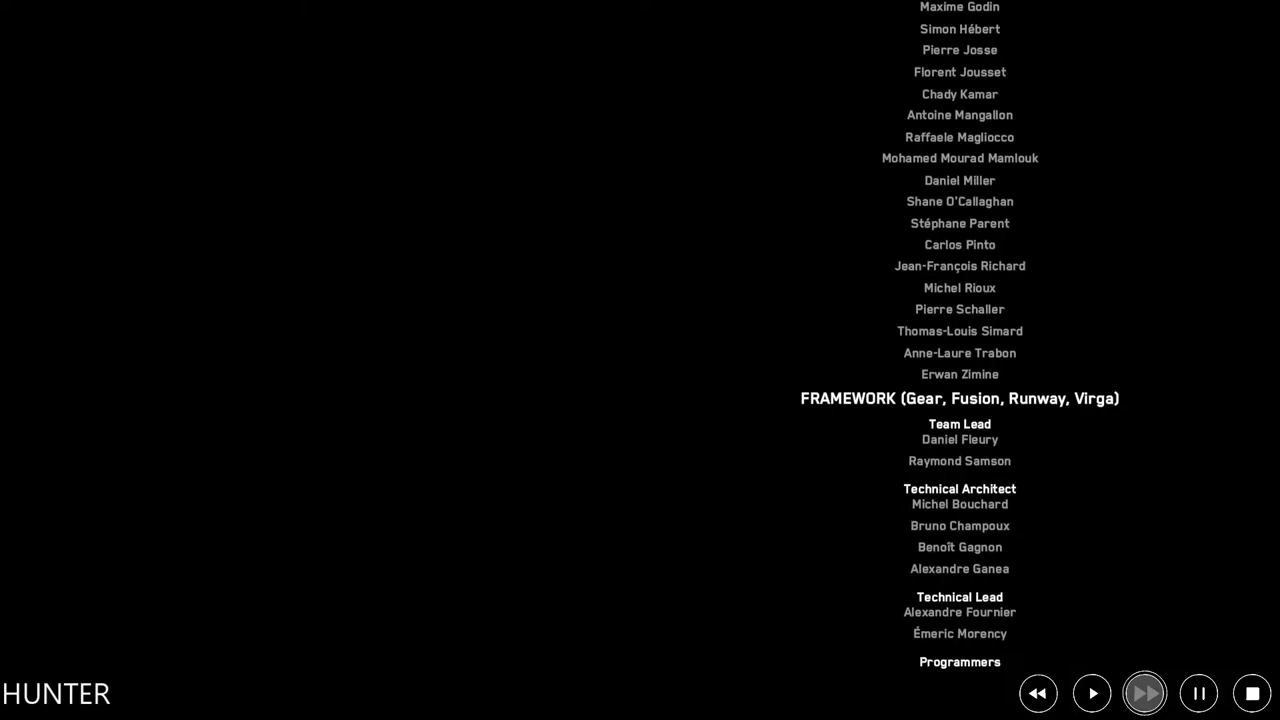 Maxime Godin
Simon Hébert
Pierre Josse
Florent Jousset
Chady Kamar
Antoine Mangallon
Raffaele Magliocco
Mohamed Mourad Mamlouk
Daniel Miller
Shane O'Callaghan
Stéphane Parent
Carlos Pinto
Jean-François Richard
Michel Rioux
Pierre Schaller
Thomas-Louis Simard
Anne-Laure Trabon
Erwan Zimine
FRAMEWORK (Gear, Fusion, Runway, Virga)
Team Lead
Daniel Fleury
Raymond Samson
Technical Architect
Michel Bouchard
Bruno Champoux
Benoît Gagnon
Alexandre Ganea
Technical Lead
Alexandre Fournier
Émeric Morency
Programmers
HUNTER